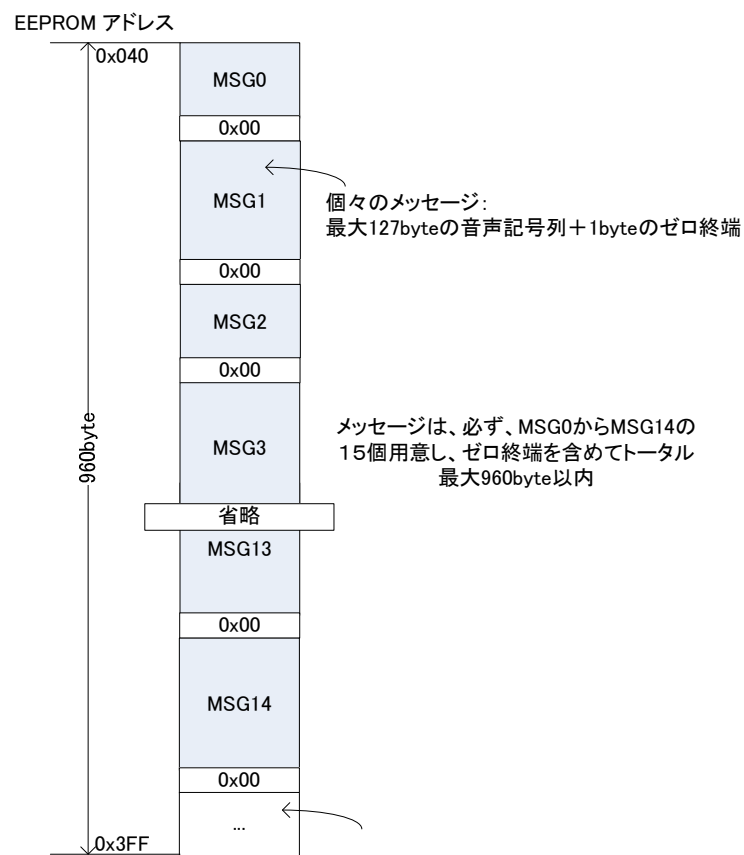 EEPROM アドレス
0x040
MSG0
0x00
MSG1
個々のメッセージ:
最大127byteの音声記号列+1byteのゼロ終端
0x00
MSG2
0x00
960byte
MSG3
メッセージは、必ず、MSG0からMSG14の
15個用意し、ゼロ終端を含めてトータル
最大960byte以内
省略
MSG13
0x00
MSG14
0x00
...
0x3FF